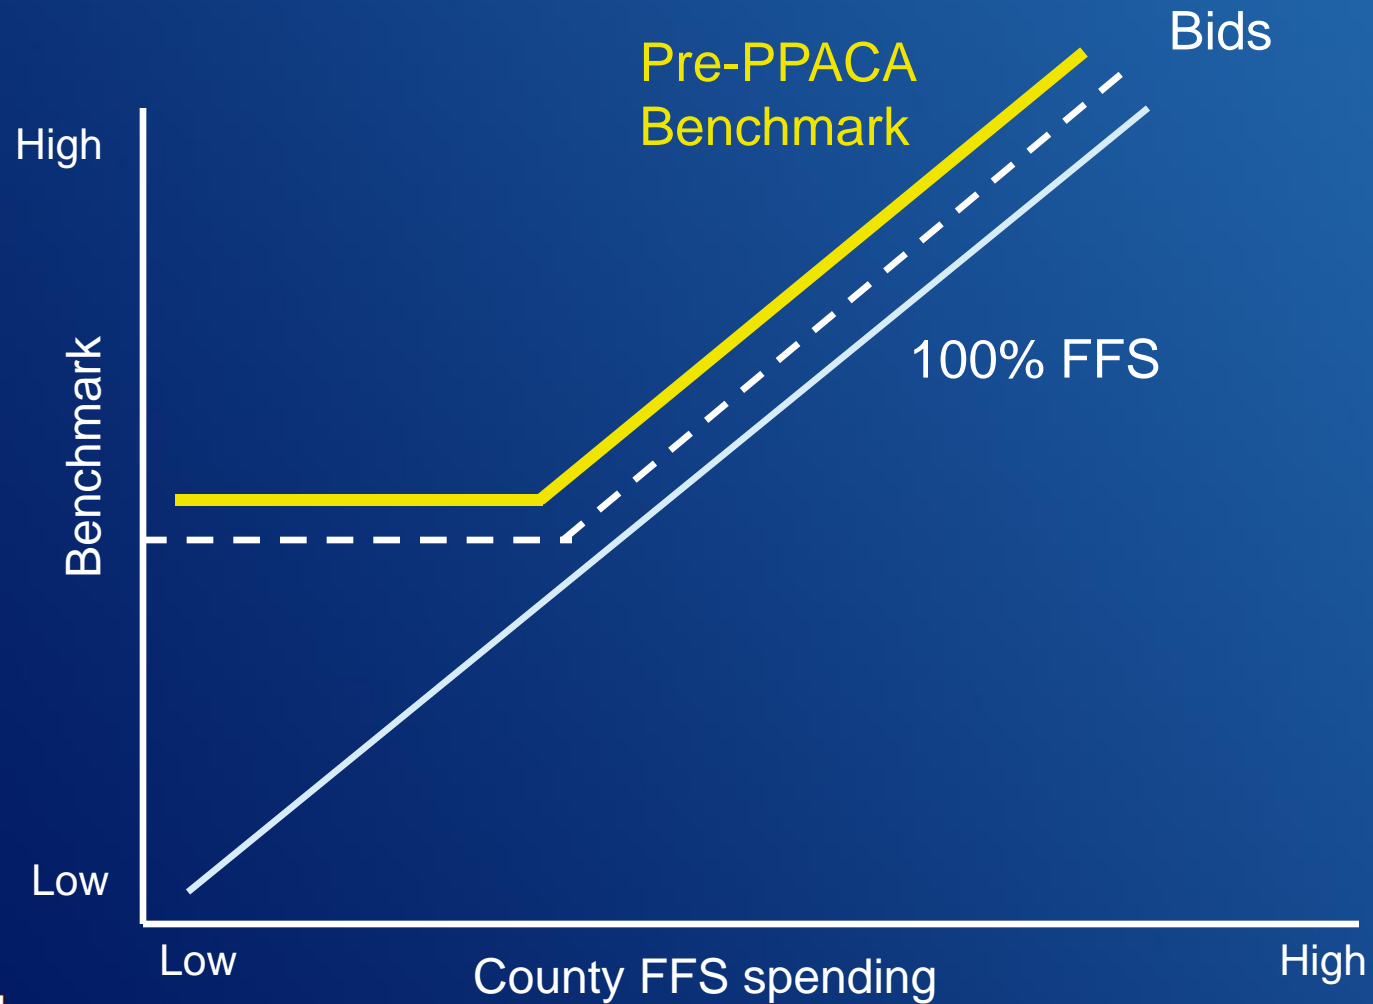 Bids
Pre-PPACA
Benchmark
High
100% FFS
Benchmark
Low
Low
County FFS spending
High